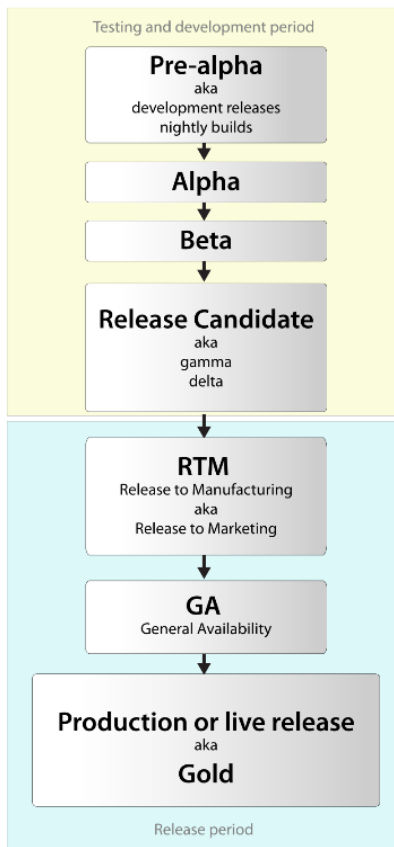 Testing and development period
Pre-alpha
aka
development releases
nightly builds
Alpha
Beta
Release Candidate
aka
gamma
delta
RTM
Release to Manufacturing
aka
Release to Marketing
GA
General Availability
Production or live release
aka
Gold
Release period